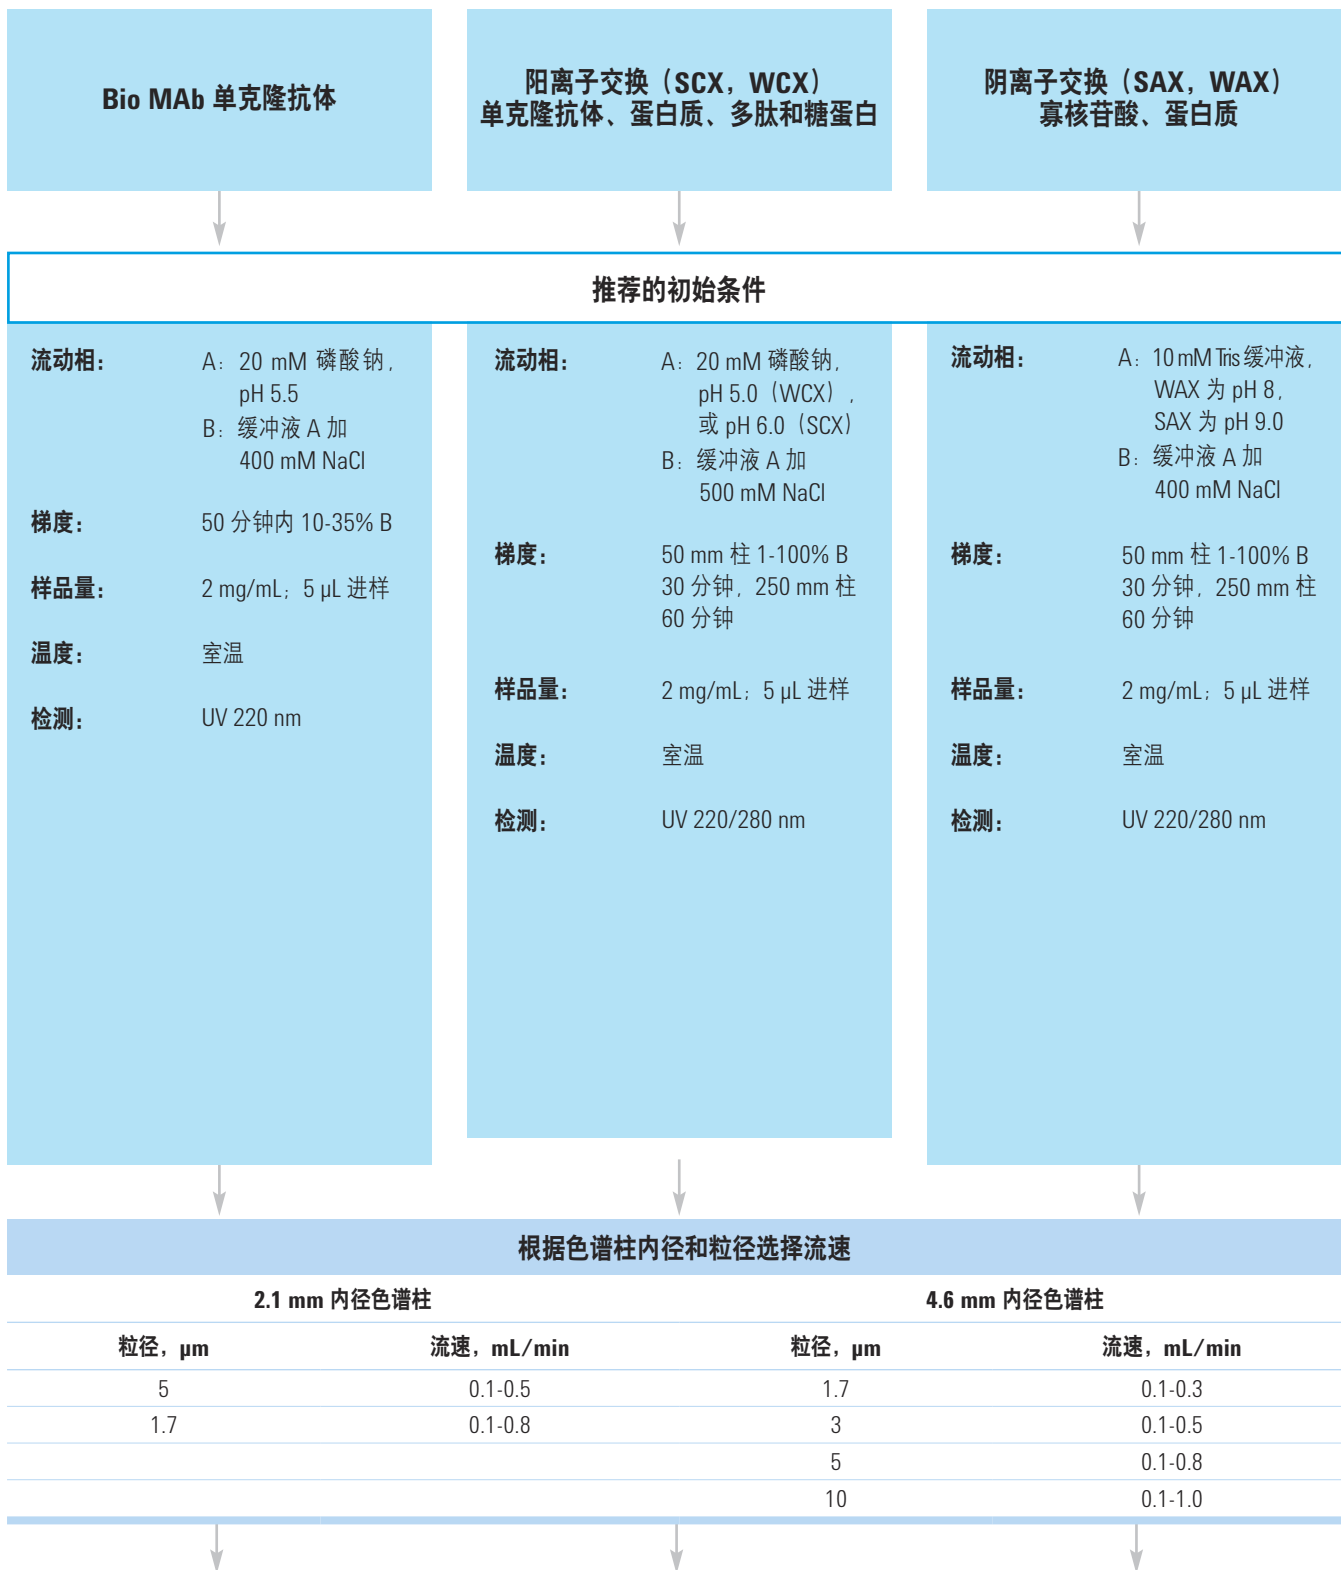 Bio MAb 单克隆抗体
阳离子交换（SCX，WCX）
单克隆抗体、蛋白质、多肽和糖蛋白
阴离子交换（SAX，WAX）
寡核苷酸、蛋白质
推荐的初始条件
流动相： A：20 mM 磷酸钠，
pH 5.5
B：缓冲液 A 加
400 mM NaCl
梯度： 50 分钟内 10-35% B
样品量： 2 mg/mL；5 µL 进样
温度： 室温
检测： UV 220 nm
流动相： A：20 mM 磷酸钠，
pH 5.0（WCX），
或 pH 6.0（SCX）
B：缓冲液 A 加
500 mM NaCl
梯度： 50 mm 柱 1-100% B
30 分钟，250 mm 柱
60 分钟
样品量： 2 mg/mL；5 µL 进样
温度： 室温
检测： UV 220/280 nm
流动相： A：10 mM Tris 缓冲液，
WAX 为 pH 8，
SAX 为 pH 9.0
B：缓冲液 A 加
400 mM NaCl
梯度： 50 mm 柱 1-100% B
30 分钟，250 mm 柱
60 分钟
样品量： 2 mg/mL；5 µL 进样
温度： 室温
检测： UV 220/280 nm
根据色谱柱内径和粒径选择流速
2.1 mm 内径色谱柱 4.6 mm 内径色谱柱
粒径，µm 流速，mL/min 粒径，µm 流速，mL/min
5 0.1-0.5 1.7 0.1-0.3
1.7 0.1-0.8 3 0.1-0.5
5 0.1-0.8
10 0.1-1.0